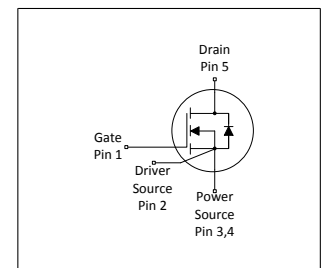 Drain
Pin 5
Gate
Pin 1
Driver
Source
Pin 2
Power
Source
Pin 3,4